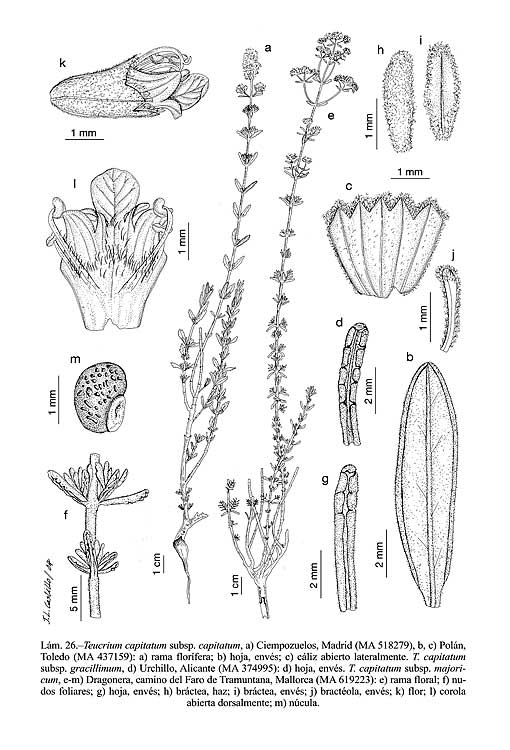 a
i
k
h
e
1 mm
1 mm
1 mm
l
c
1 mm
j
1 mm
d
b
m
2 mm
1 mm
g
f
2 mm
2 mm
1 cm
1 cm
5 mm
Lám. 26.–Teucrium capitatum subsp. capitatum, a) Ciempozuelos, Madrid (MA 518279), b, c) Polán,
Toledo (MA 437159): a) rama florífera; b) hoja, envés; c) cáliz abierto lateralmente. T. capitatum
subsp. gracillimum, d) Urchillo, Alicante (MA 374995): d) hoja, envés. T. capitatum subsp. majori-
cum, e-m) Dragonera, camino del Faro de Tramuntana, Mallorca (MA 619223): e) rama floral; f) nu-
dos foliares; g) hoja, envés; h) bráctea, haz; i) bráctea, envés; j) bractéola, envés; k) flor; l) corola
abierta dorsalmente; m) núcula.